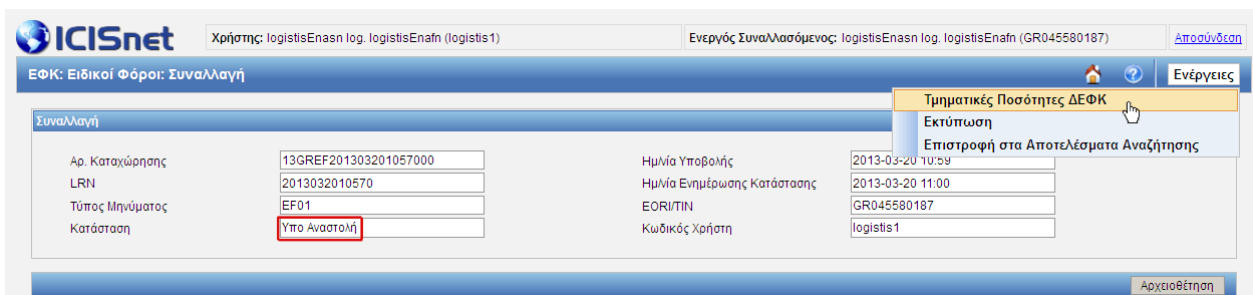 ICISnet Χρήστης: logistisEnasn log. logistisEnafn (logistis1) Ενεργός Συναλλασόμενος: logistisEnasn log. logistisEnafn (GR045580187) Αποσύνδεση
ΕΦΚ: Ειδικοί Φόροι: Συναλλαγή Ενέργειες
Τμηματικές Ποσότητες ΔΕΦΚ
Συναλλαγή
Εκτύπωση
Επιστροφή στα Αποτελέσματα Αναζήτησης
Αρ. Καταχώρησης 13GREF201303201057000 Ημ/νία Υποβολής 2013-03-20 10:59
LRN 2013032010570 Ημ/νία Ενημέρωσης Κατάστασης 2013-03-20 11:00
Τύπος Μηνύματος EF01 EORI/TIN GR045580187
Κατάσταση Υπο Αναστολή Κωδικός Χρήστη logistis1
Αρχειοθέτηση